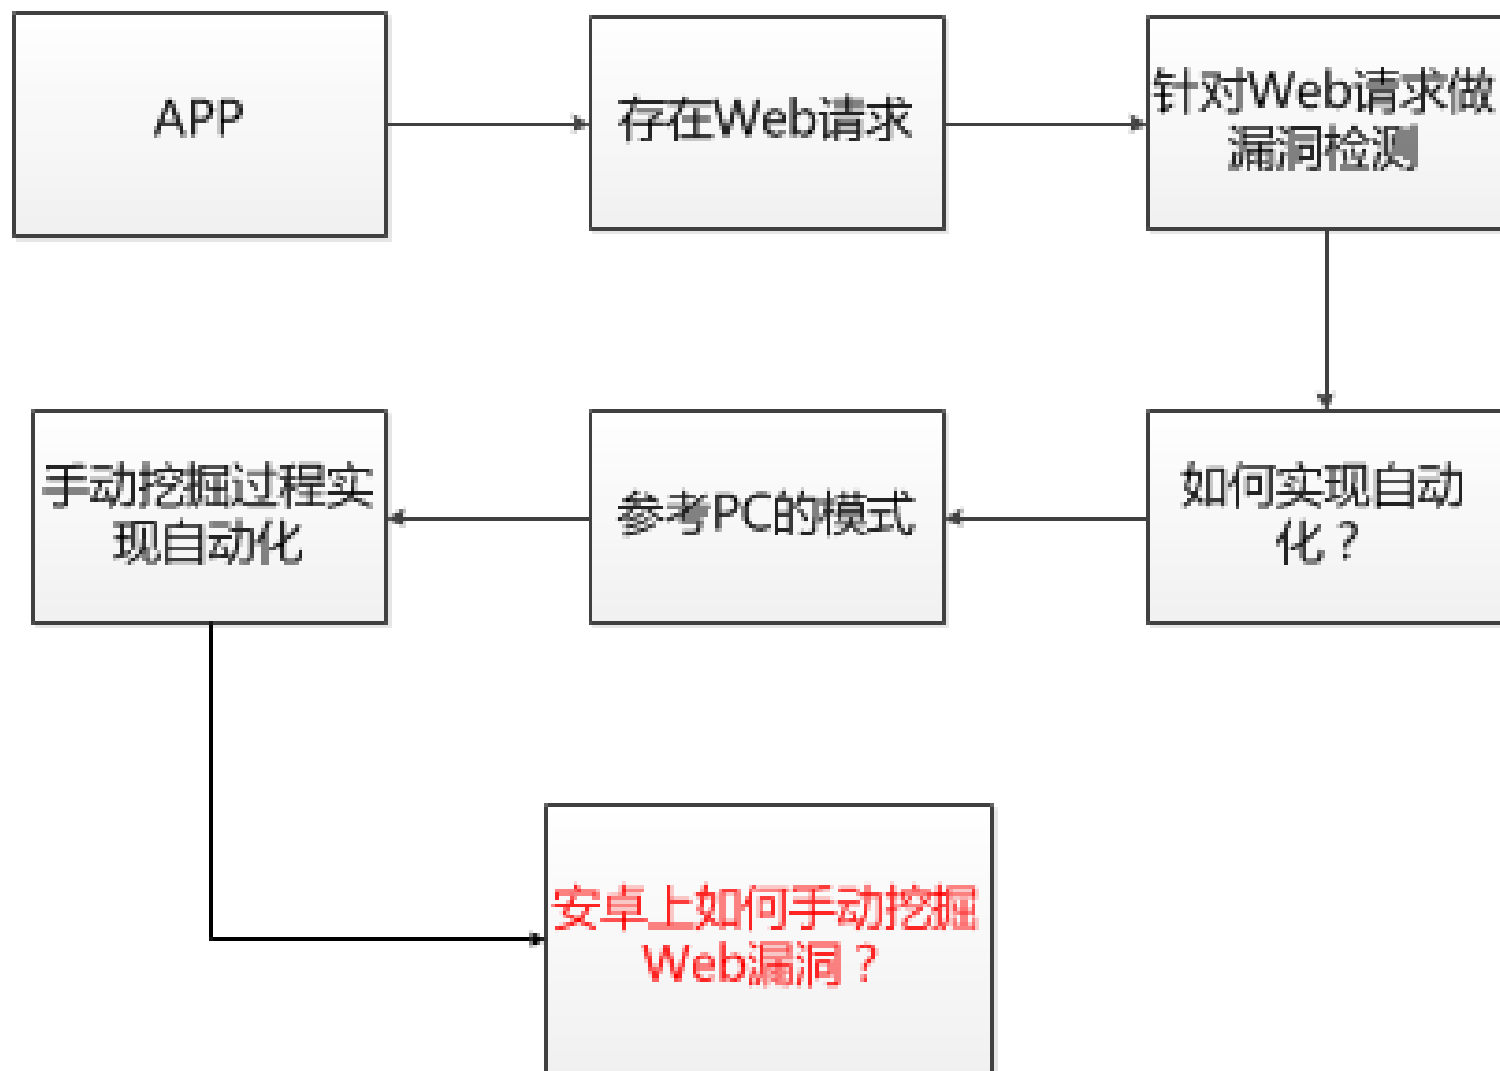 APP
存在Web请求
针对Web请求做
漏洞检测
如何实现自动
化？
参考PC的模式
手动挖掘过程实
现自动化
安卓上如何手动挖掘
Web漏洞？